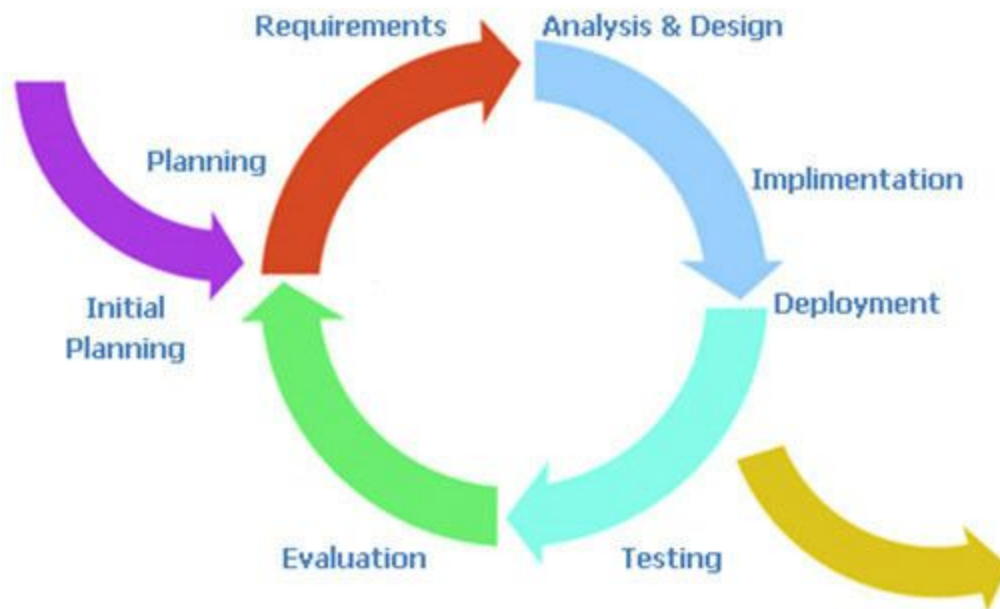 Requirements
Analysis & Design
Planning
Implimentation
Initial
Planning
Deployment
Evaluation
Testing